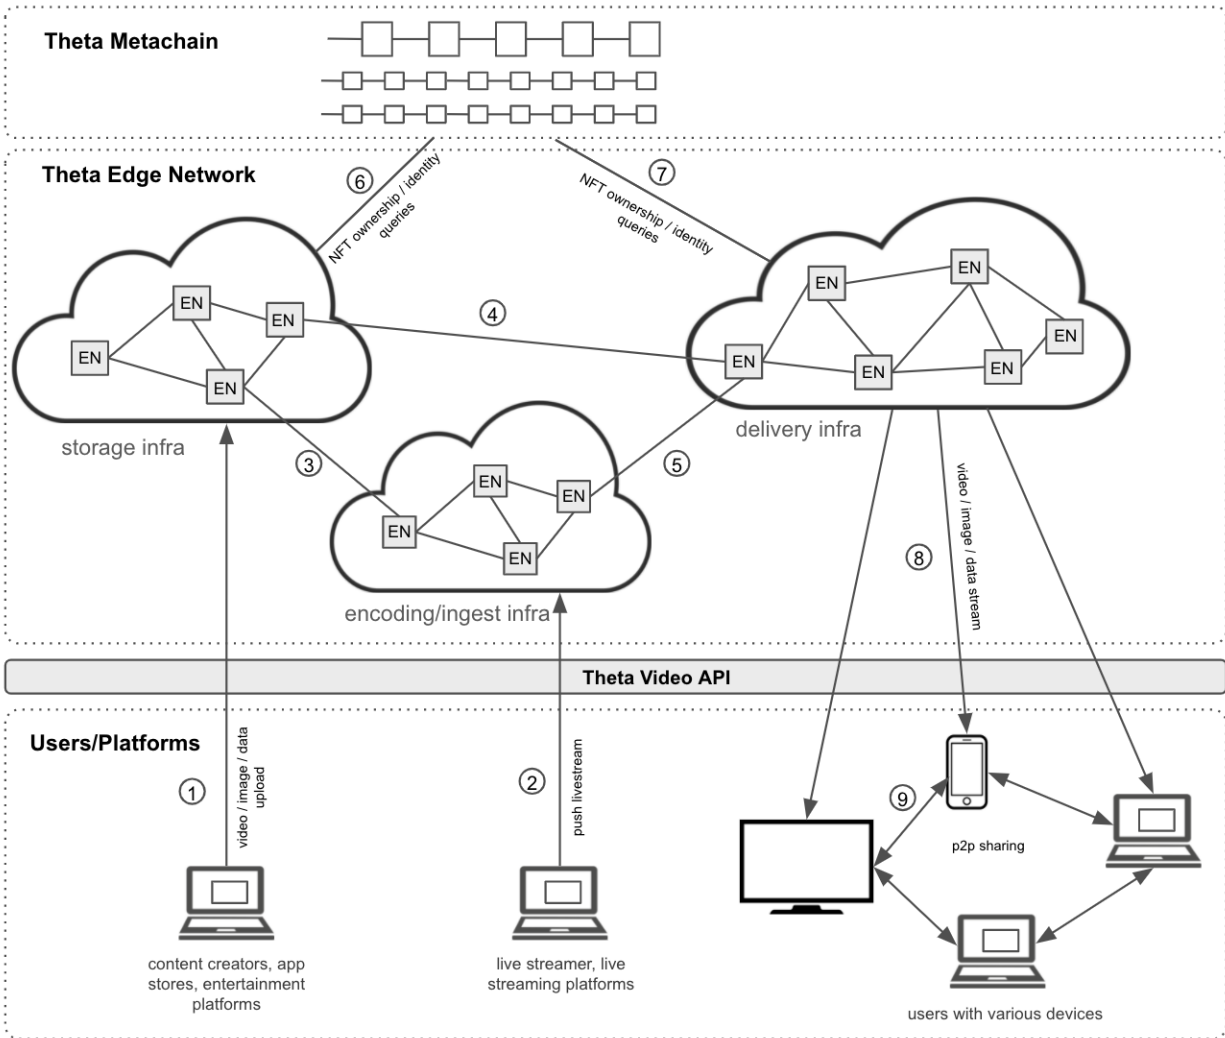 Theta Metachain
Theta Edge Network
6
NFT ownership / identity
queries
7
NFT ownership / identity
queries
EN
EN
EN
EN
storage infra
4
EN
EN
EN
EN
EN
EN
delivery infra
3
5
EN
EN
EN
EN
encoding/ingest infra
8
video / image / data stream
Theta Video API
Users/Platforms
1
video / image / data
upload
2
push livestream
9
p2p sharing
content creators, app
stores, entertainment
platforms
live streamer, live
streaming platforms
users with various devices